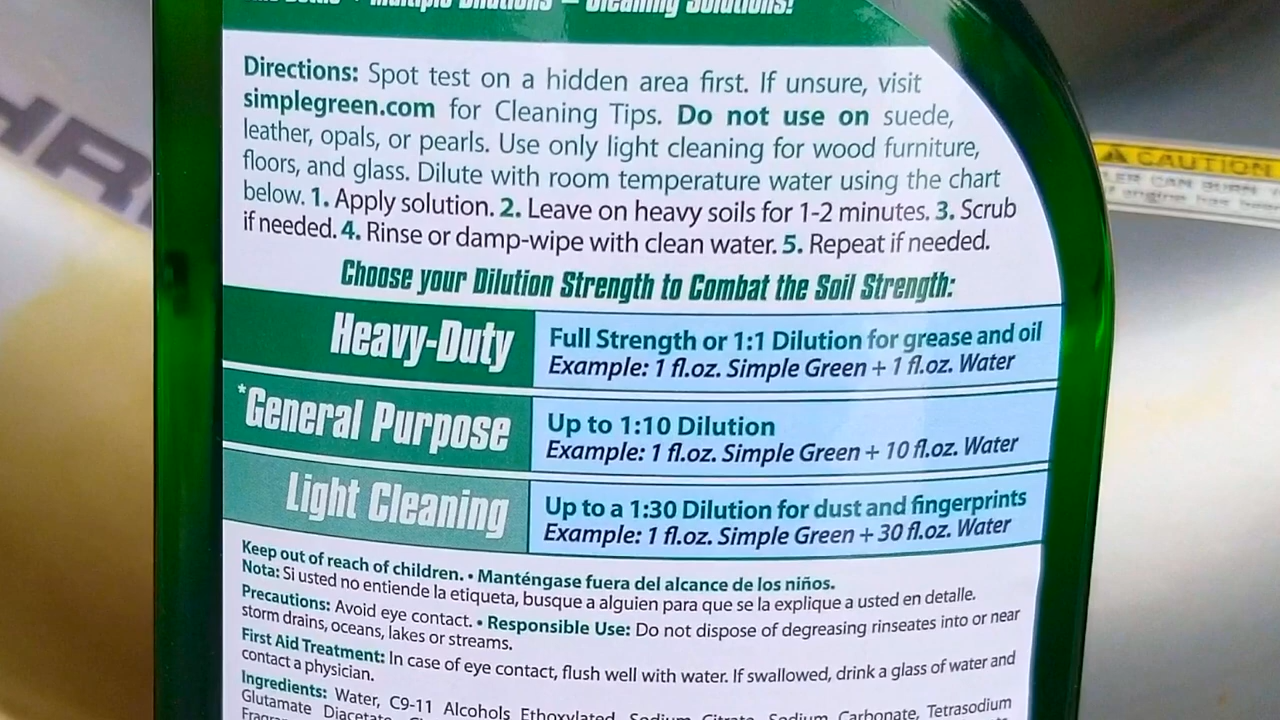 Multiple Dilutions – Cleaning Solutions!
Directions: Spot test on a hidden area first. If unsure, visit
simplegreen.com for Cleaning Tips. Do not use on suede,
leather, opals, or pearls. Use only light cleaning for wood furniture,
floors, and glass. Dilute with room temperature water using the chart
below. 1. Apply solution. 2. Leave on heavy soils for 1-2 minutes. 3. Scrub
if needed. 4. Rinse or damp-wipe with clean water. 5. Repeat if needed.
Choose your Dilution Strength to Combat the Soil Strength:
Heavy-Duty
Full Strength or 1:1 Dilution for grease and oil
Example: 1 fl.oz. Simple Green + 1 fl.oz. Water
*General Purpose
Up to 1:10 Dilution
Example: 1 fl.oz. Simple Green + 10 fl.oz. Water
Light Cleaning
Up to a 1:30 Dilution for dust and fingerprints
Example: 1 fl.oz. Simple Green + 30 fl.oz. Water
Keep out of reach of children. • Manténgase fuera del alcance de los niños.
Nota: Si usted no entiende la etiqueta, busque a alguien para que se la explique a usted en detalle.
Precautions: Avoid eye contact. • Responsible Use: Do not dispose of degreasing rinseates into or near
storm drains, oceans, lakes or streams.
First Aid Treatment: In case of eye contact, flush well with water. If swallowed, drink a glass of water and
contact a physician.
Ingredients: Water, C9-11 Alcohols Ethoxylated, Sodium Citrate, Sodium Carbonate, Tetrasodium
Glutamate Diacetate,
CAUTION